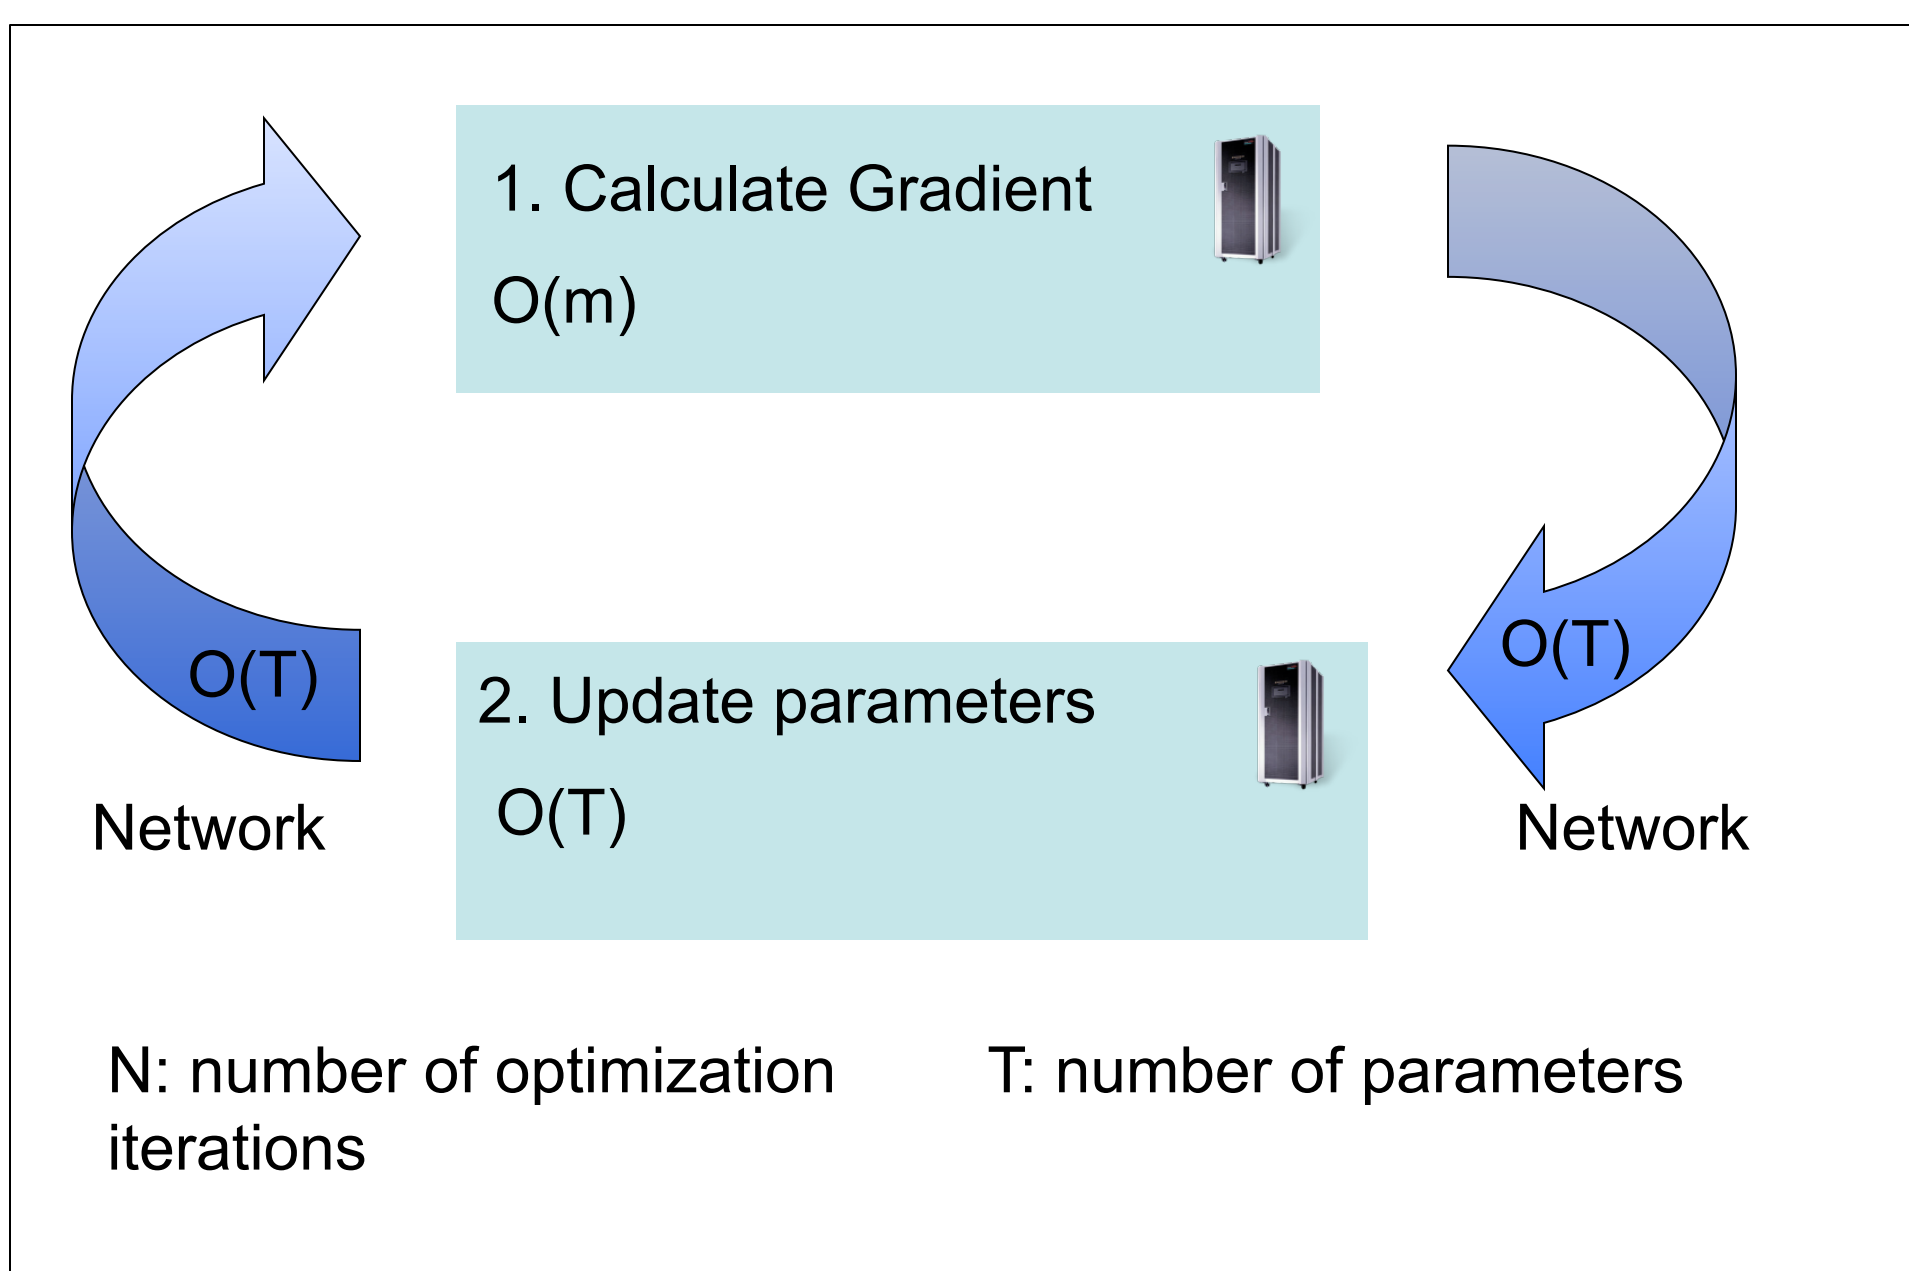 1. Calculate Gradient
O(m)
O(T)
O(T)
2. Update parameters
O(T)
Network
Network
N: number of optimization
iterations
T: number of parameters